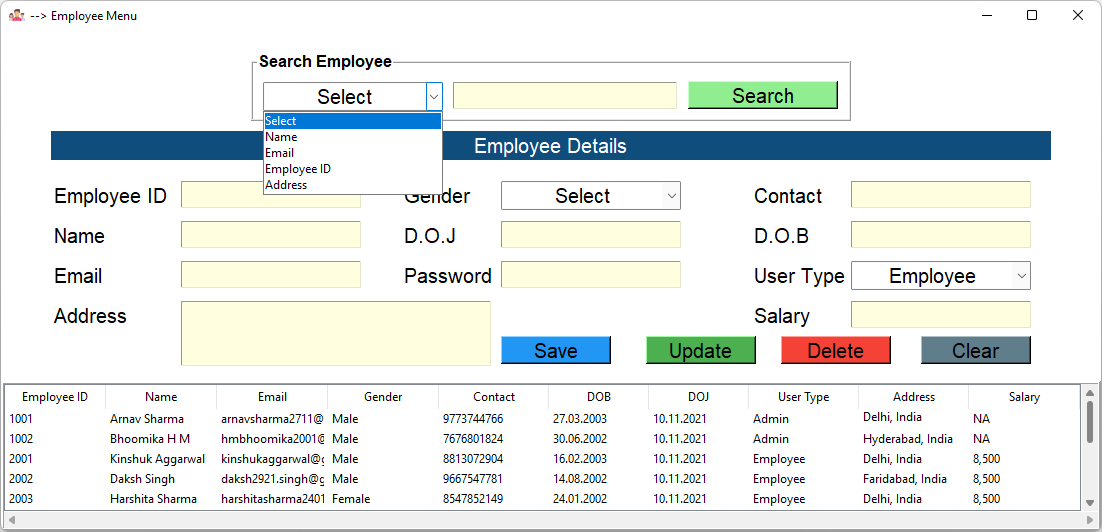 --> Employee Menu
Search Employee
Select Search
Select
Name
Email
Employee ID
Address
Employee Details
Employee ID Gender Select Contact
Name D.O.J D.O.B
Email Password User Type Employee
Address Salary
Save Update Delete Clear
Employee ID Name Email Gender Contact DOB DOJ User Type Address Salary
1001 Arnav Sharma arnavsharma2711@ Male 9773744766 27.03.2003 10.11.2021 Admin Delhi, India NA
1002 Bhoomika H M hmbhoomika2001@ Male 7676801824 30.06.2002 10.11.2021 Admin Hyderabad, India NA
2001 Kinshuk Aggarwal kinshukaggarwal@g Male 8813072904 16.02.2003 10.11.2021 Employee Delhi, India 8,500
2002 Daksh Singh daksh2921.singh@g Male 9667547781 14.08.2002 10.11.2021 Employee Faridabad, India 8,500
2003 Harshita Sharma harshitasharma2401 Female 8547852149 24.01.2002 10.11.2021 Employee Delhi, India 8,500